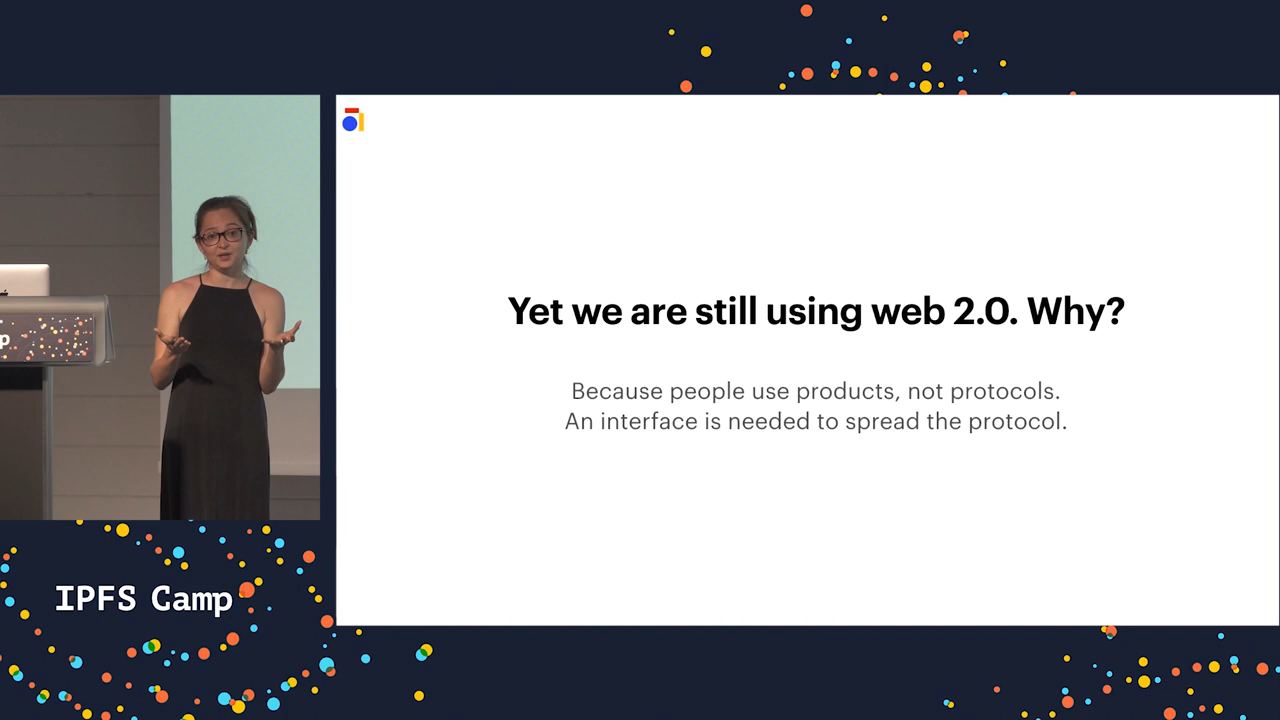 Yet we are still using web 2.0. Why?
Because people use products, not protocols.
An interface is needed to spread the protocol.
p
IPFS Camp